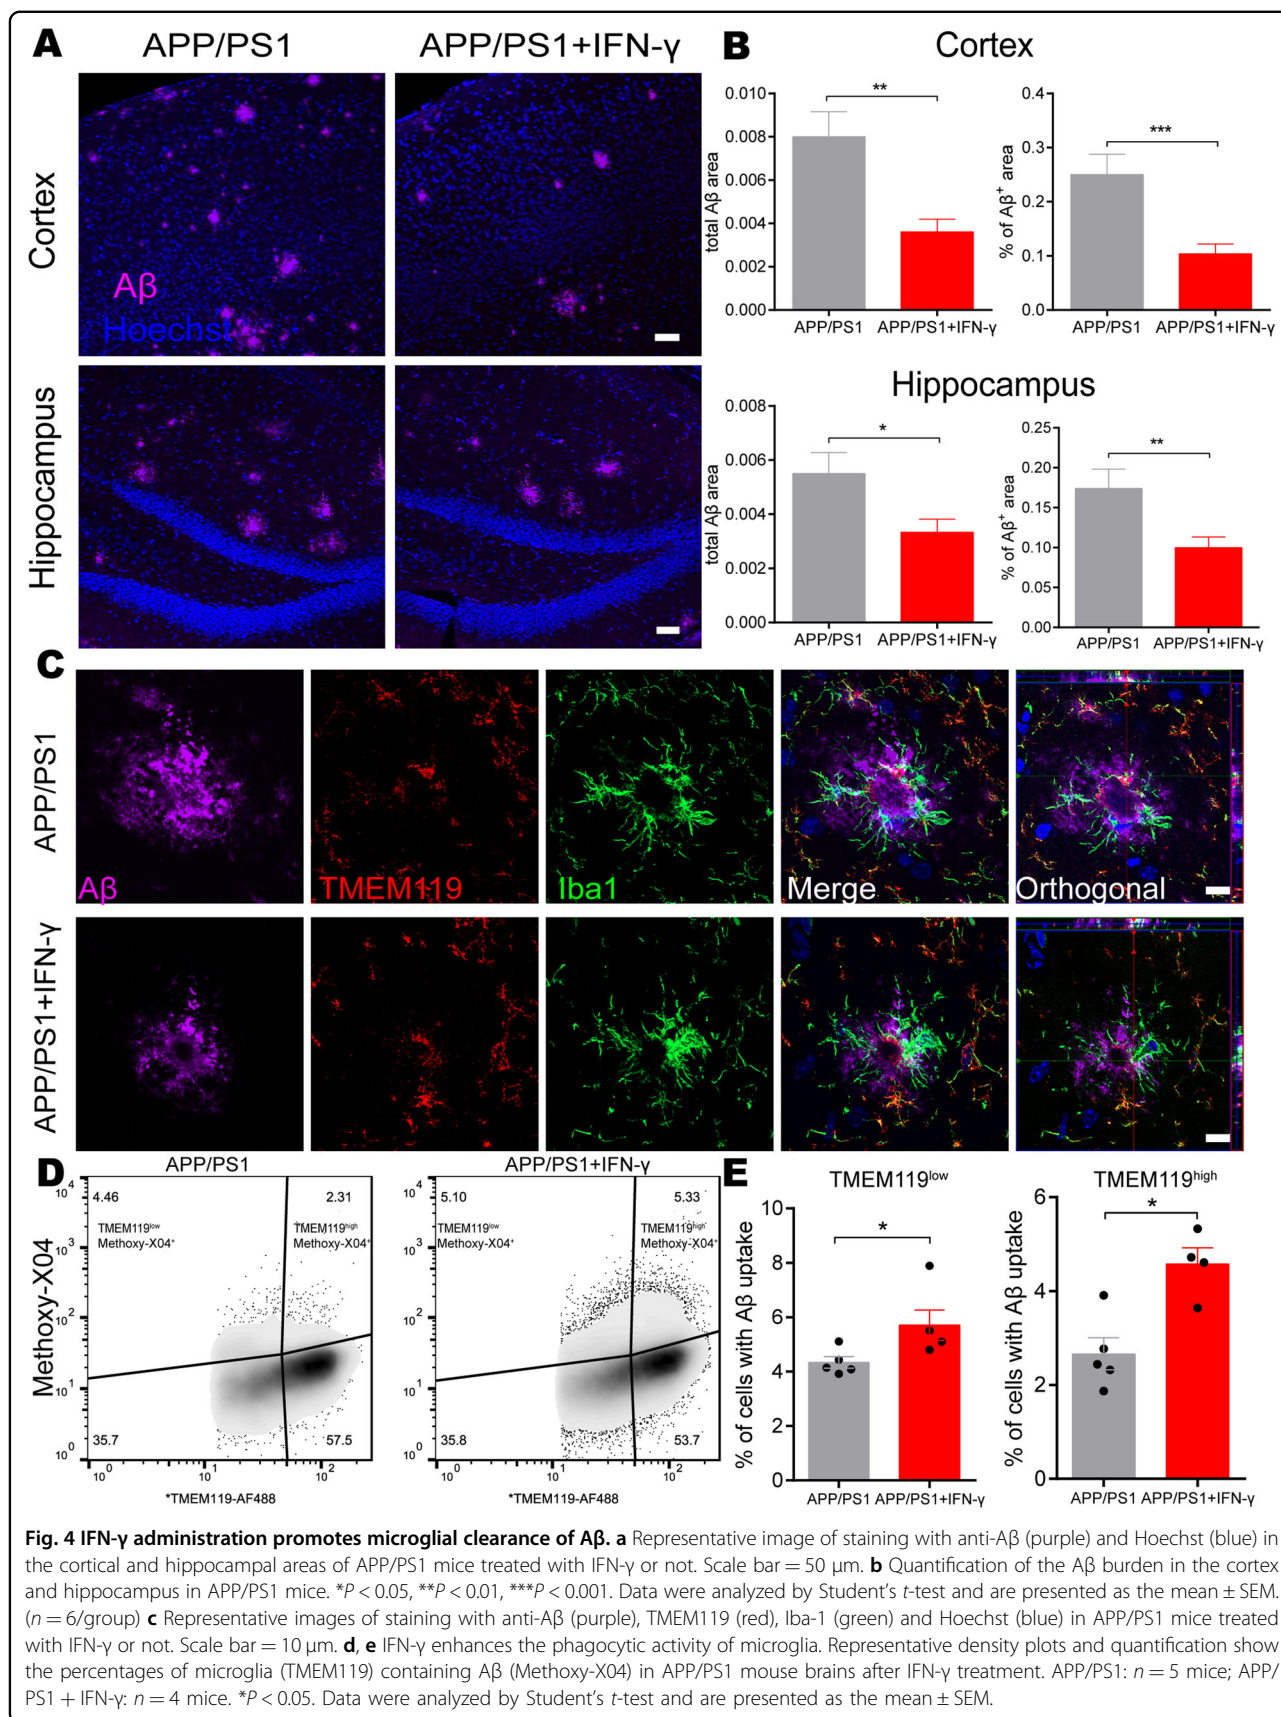 A
APP/PS1
APP/PS1+IFN-γ
Cortex
Aβ
Hoechst
Hippocampus
B
Cortex
total Aβ area
0.010
0.008
0.006
0.004
0.002
0.000
**
APP/PS1
APP/PS1+IFN-γ
% of Aβ⁺ area
0.4
0.3
0.2
0.1
0.0
***
APP/PS1
APP/PS1+IFN-γ
Hippocampus
total Aβ area
0.008
0.006
0.004
0.002
0.000
*
APP/PS1
APP/PS1+IFN-γ
% of Aβ⁺ area
0.25
0.20
0.15
0.10
0.05
0.00
**
APP/PS1
APP/PS1+IFN-γ
C
APP/PS1
Aβ
TMEM119
Iba1
Merge
Orthogonal
APP/PS1+IFN-γ
D
APP/PS1
Methoxy-X04
10⁴
10³
10²
10¹
10⁰
4.46
2.31
TMEM119ˡᵒʷ
Methoxy-X04⁺
TMEM119ʰⁱᵍʰ
Methoxy-X04⁺
35.7
57.5
10⁰
10¹
10²
*TMEM119-AF488
APP/PS1+IFN-γ
10⁴
10³
10²
10¹
10⁰
5.10
5.33
TMEM119ˡᵒʷ
Methoxy-X04⁺
TMEM119ʰⁱᵍʰ
Methoxy-X04⁺
35.8
53.7
10⁰
10¹
10²
*TMEM119-AF488
E
TMEM119ˡᵒʷ
% of cells with Aβ uptake
10
8
6
4
2
0
*
APP/PS1
APP/PS1+IFN-γ
TMEM119ʰⁱᵍʰ
% of cells with Aβ uptake
6
4
2
0
*
APP/PS1
APP/PS1+IFN-γ
Fig. 4 IFN-γ administration promotes microglial clearance of Aβ. a Representative image of staining with anti-Aβ (purple) and Hoechst (blue) in
the cortical and hippocampal areas of APP/PS1 mice treated with IFN-γ or not. Scale bar = 50 µm. b Quantification of the Aβ burden in the cortex
and hippocampus in APP/PS1 mice. *P < 0.05, **P < 0.01, ***P < 0.001. Data were analyzed by Student's t-test and are presented as the mean ± SEM.
(n = 6/group) c Representative images of staining with anti-Aβ (purple), TMEM119 (red), Iba-1 (green) and Hoechst (blue) in APP/PS1 mice treated
with IFN-γ or not. Scale bar = 10 µm. d, e IFN-γ enhances the phagocytic activity of microglia. Representative density plots and quantification show
the percentages of microglia (TMEM119) containing Aβ (Methoxy-X04) in APP/PS1 mouse brains after IFN-γ treatment. APP/PS1: n = 5 mice; APP/
PS1 + IFN-γ: n = 4 mice. *P < 0.05. Data were analyzed by Student's t-test and are presented as the mean ± SEM.